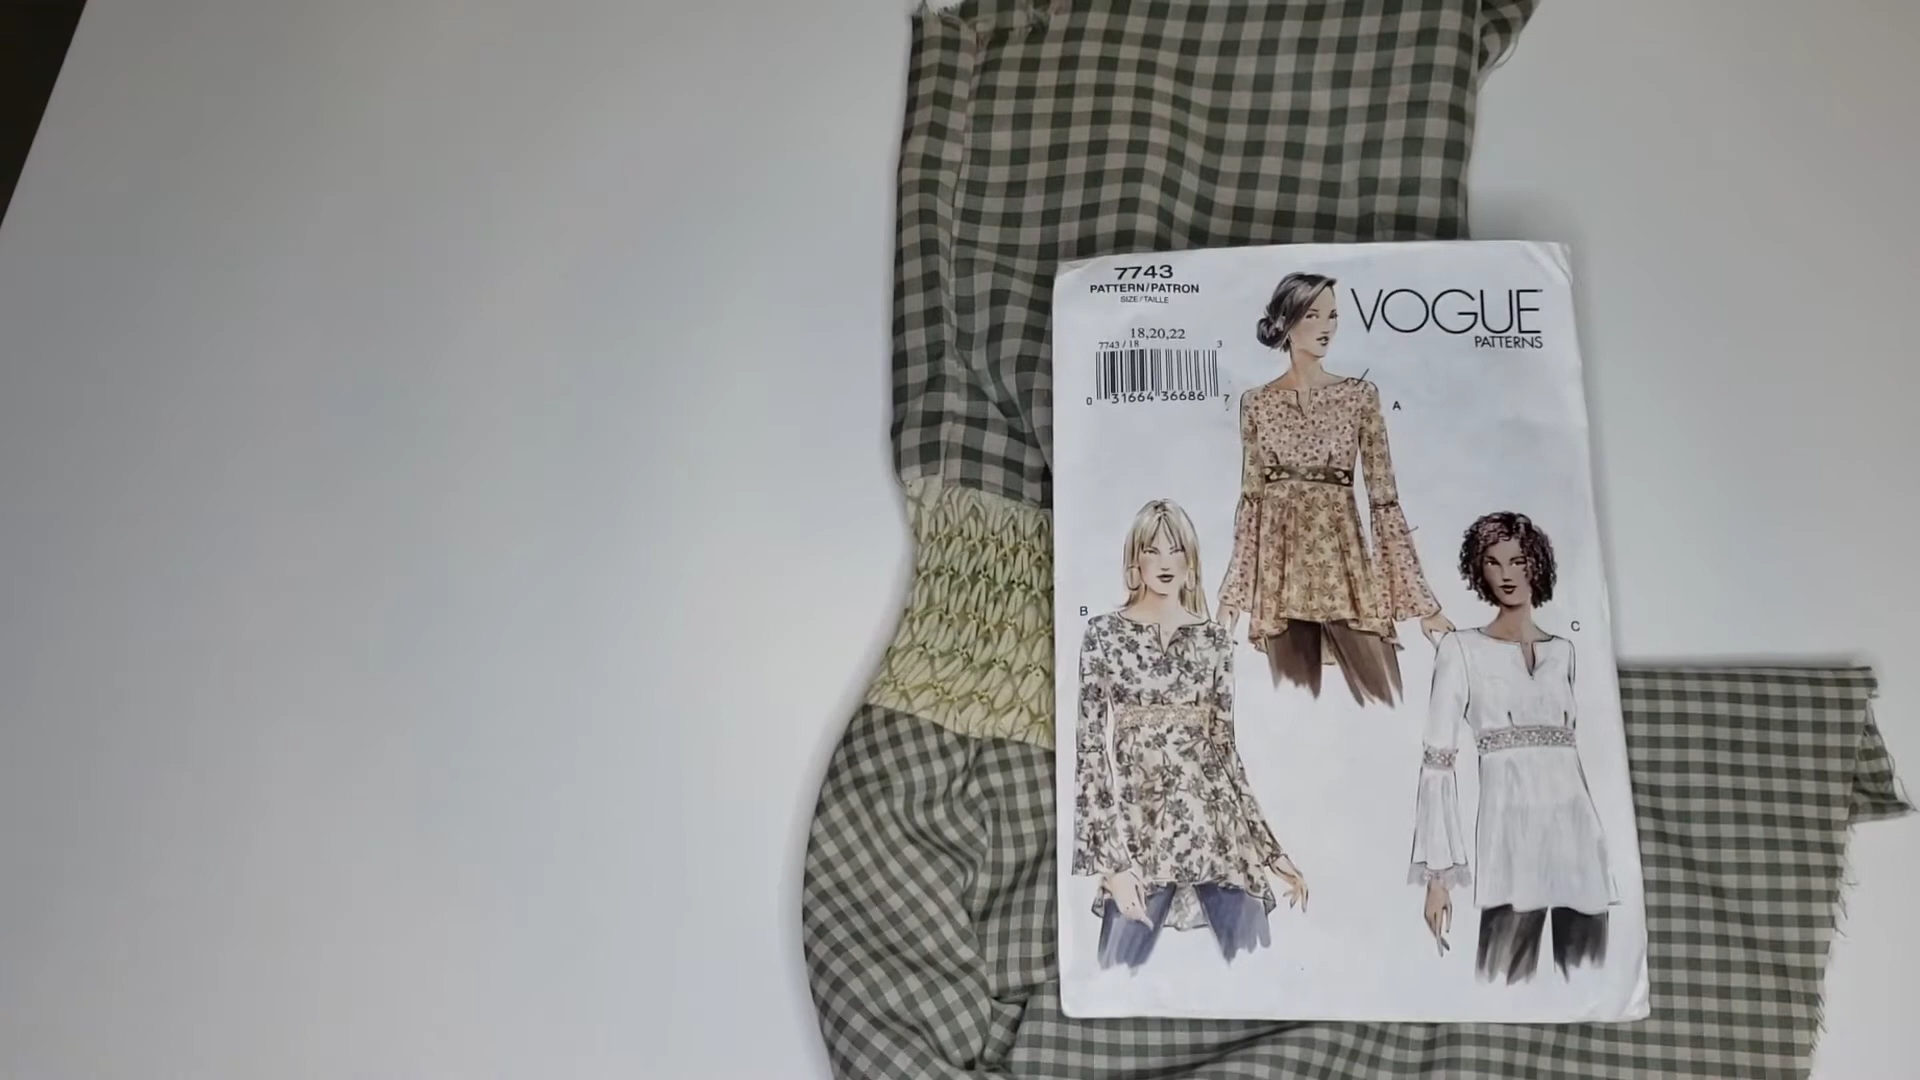 7743
PATTERN/PATRON
SIZE/TAILLE
18,20,22
7743 / 18 3
0 31664 36686 7
VOGUE
PATTERNS
A
B
C